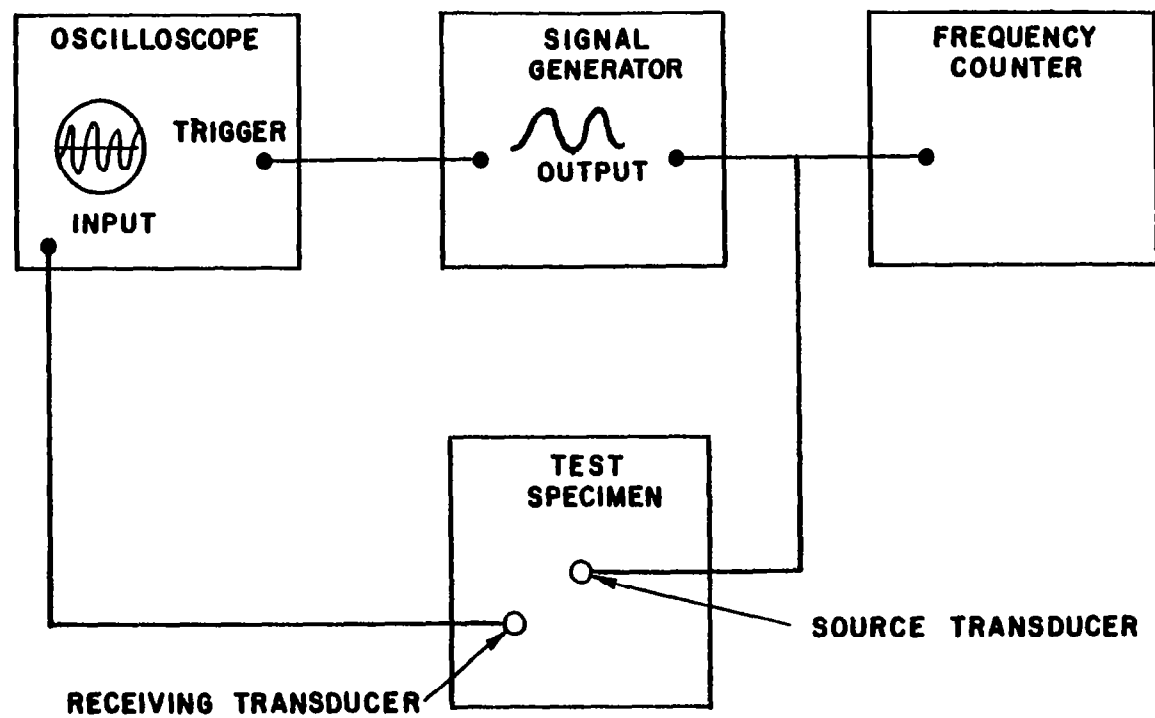 OSCILLOSCOPE
TRIGGER
INPUT
SIGNAL
GENERATOR
OUTPUT
FREQUENCY
COUNTER
TEST
SPECIMEN
SOURCE TRANSDUCER
RECEIVING TRANSDUCER